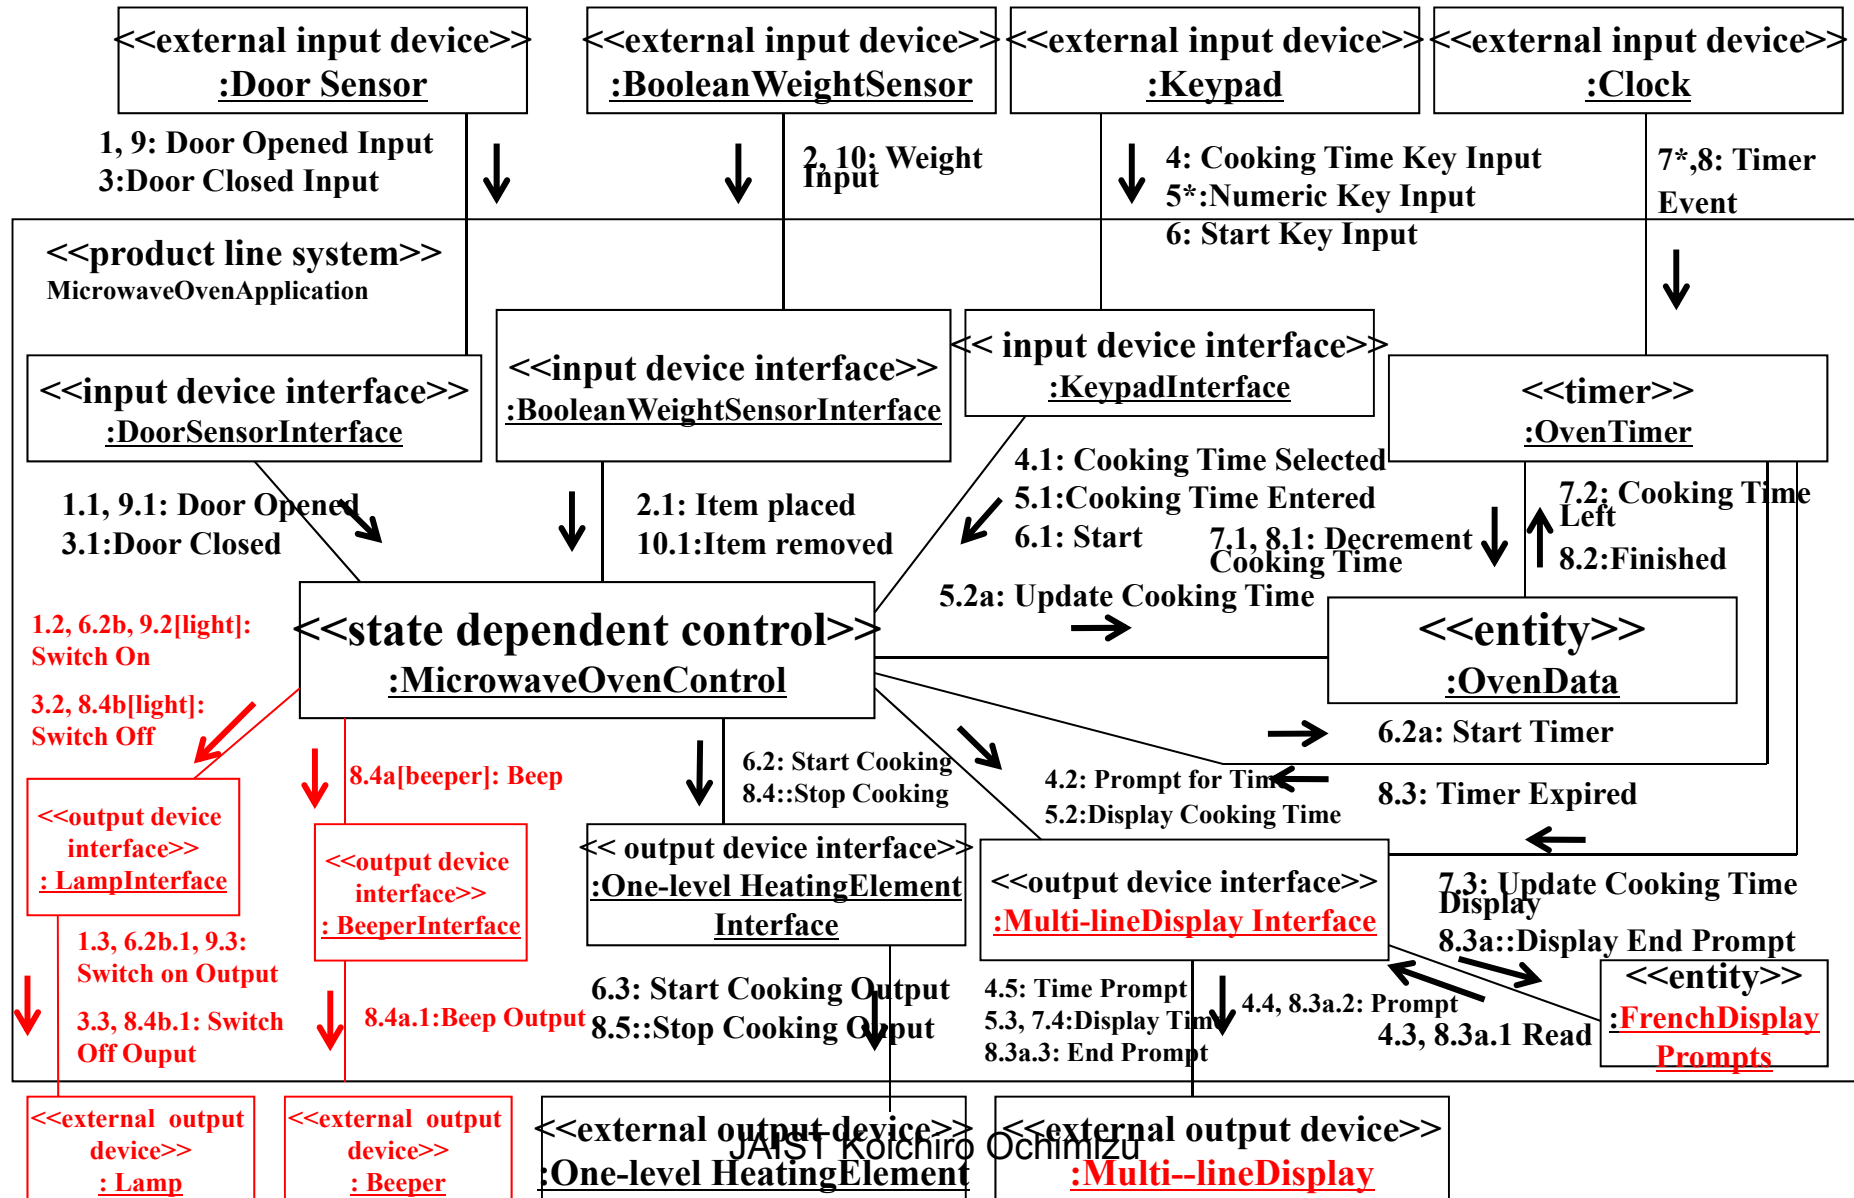 <<external input device>>
:Door Sensor
<<external input device>>
:BooleanWeightSensor
<<external input device>>
:Keypad
<<external input device>>
:Clock
1, 9: Door Opened Input
3:Door Closed Input
2, 10: Weight
Input
4: Cooking Time Key Input
5*:Numeric Key Input
6: Start Key Input
7*,8: Timer
Event
<<product line system>>
MicrowaveOvenApplication
<<input device interface>>
:DoorSensorInterface
<<input device interface>>
:BooleanWeightSensorInterface
<< input device interface>>
:KeypadInterface
<<timer>>
:OvenTimer
1.1, 9.1: Door Opened
3.1:Door Closed
2.1: Item placed
10.1:Item removed
4.1: Cooking Time Selected
5.1:Cooking Time Entered
6.1: Start
7.1, 8.1: Decrement
Cooking Time
7.2: Cooking Time
Left
8.2:Finished
5.2a: Update Cooking Time
1.2, 6.2b, 9.2[light]:
Switch On
3.2, 8.4b[light]:
Switch Off
<<state dependent control>>
:MicrowaveOvenControl
<<entity>>
:OvenData
6.2a: Start Timer
8.3: Timer Expired
8.4a[beeper]: Beep
6.2: Start Cooking
8.4::Stop Cooking
4.2: Prompt for Time
5.2:Display Cooking Time
<<output device
interface>>
: LampInterface
<<output device
interface>>
: BeeperInterface
<< output device interface>>
:One-level HeatingElement
Interface
<<output device interface>>
:Multi-lineDisplay Interface
7.3: Update Cooking Time
Display
8.3a::Display End Prompt
<<entity>>
:FrenchDisplay
Prompts
1.3, 6.2b.1, 9.3:
Switch on Output
3.3, 8.4b.1: Switch
Off Ouput
8.4a.1:Beep Output
6.3: Start Cooking Output
8.5::Stop Cooking Ouput
4.5: Time Prompt
5.3, 7.4:Display Time
8.3a.3: End Prompt
4.4, 8.3a.2: Prompt
4.3, 8.3a.1 Read
<<external output
device>>
: Lamp
<<external output
device>>
: Beeper
<<external output device>>
:One-level HeatingElement
<<external output device>>
:Multi--lineDisplay
JAIST Koichiro Ochimizu